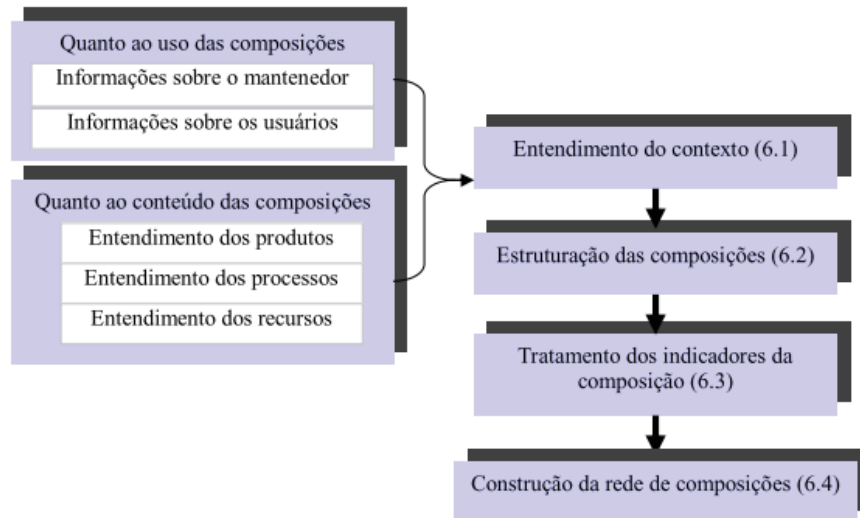 Quanto ao uso das composições
Informações sobre o mantenedor
Informações sobre os usuários
Quanto ao conteúdo das composições
Entendimento dos produtos
Entendimento dos processos
Entendimento dos recursos
Entendimento do contexto (6.1)
Estruturação das composições (6.2)
Tratamento dos indicadores da
composição (6.3)
Construção da rede de composições (6.4)